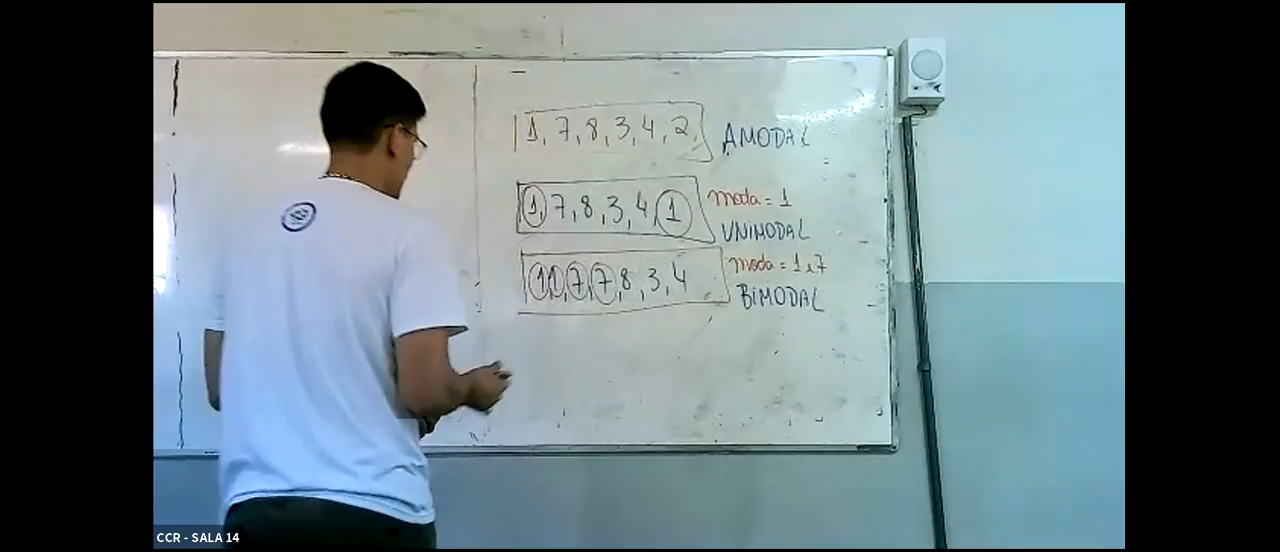 1, 7, 8, 3, 4, 2, AMODAL
1, 7, 8, 3, 4, 1 moda = 1
UNIMODAL
1, 1, 7, 7, 8, 3, 4 moda = 1 e 7
BIMODAL
CCR - SALA 14